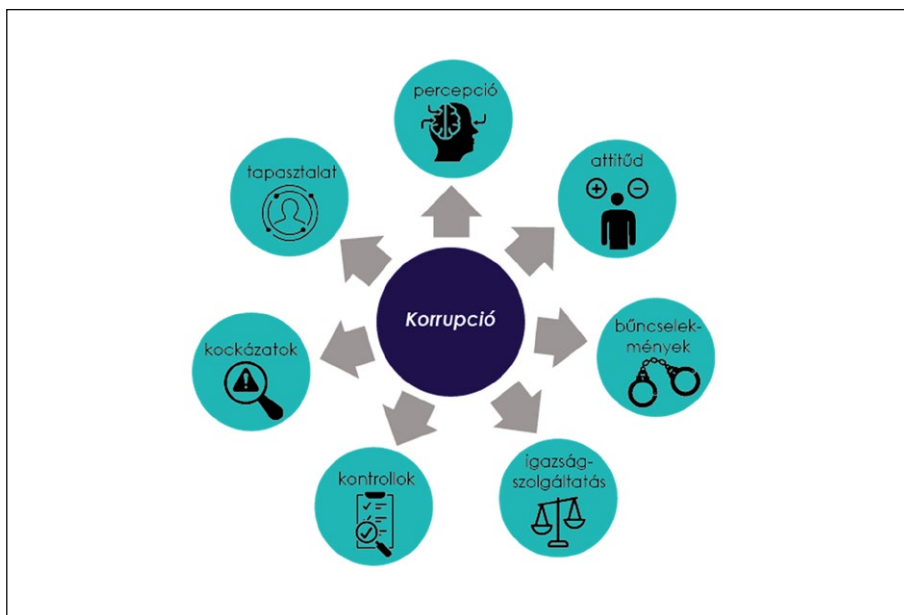 percepció
attitűd
tapasztalat
Korrupció
bűncselek-
mények
kockázatok
igazság-
szolgáltatás
kontrollok